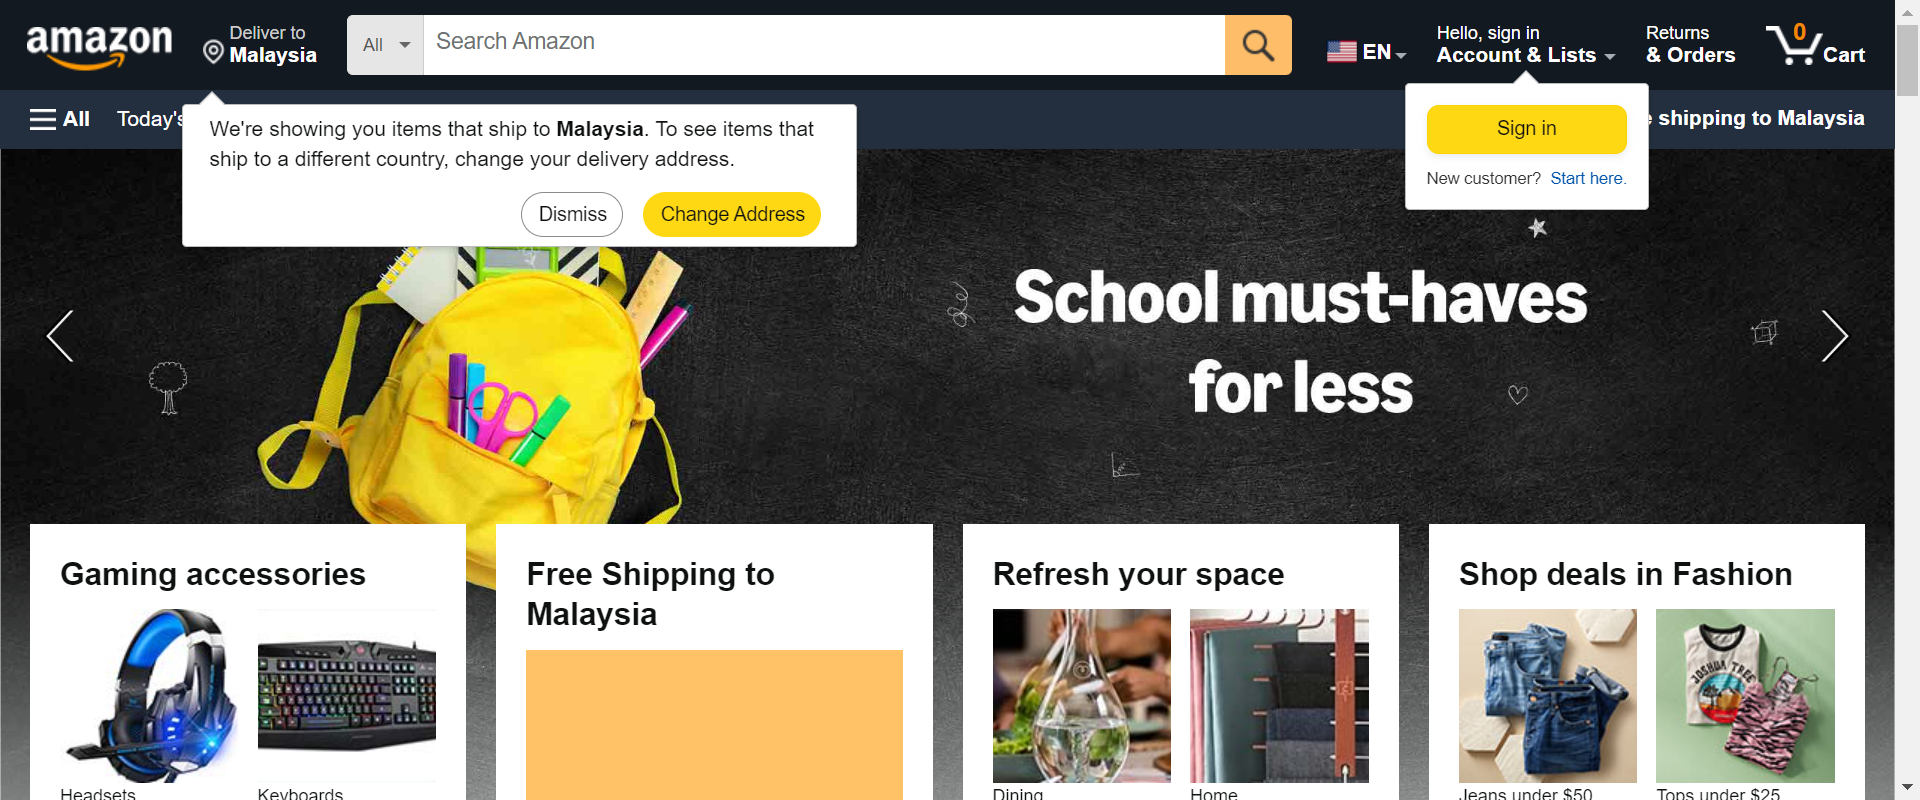 amazon
Deliver to
Malaysia
All
Search Amazon
EN
Hello, sign in
Account & Lists
Returns
& Orders
0
Cart
All
Today's
shipping to Malaysia
We're showing you items that ship to Malaysia. To see items that
ship to a different country, change your delivery address.
Dismiss
Change Address
Sign in
New customer? Start here.
School must-haves
for less
Gaming accessories
Headsets
Keyboards
Free Shipping to
Malaysia
Refresh your space
Dining
Home
Shop deals in Fashion
JOSHUA TREE
Jeans under $50
Tops under $25